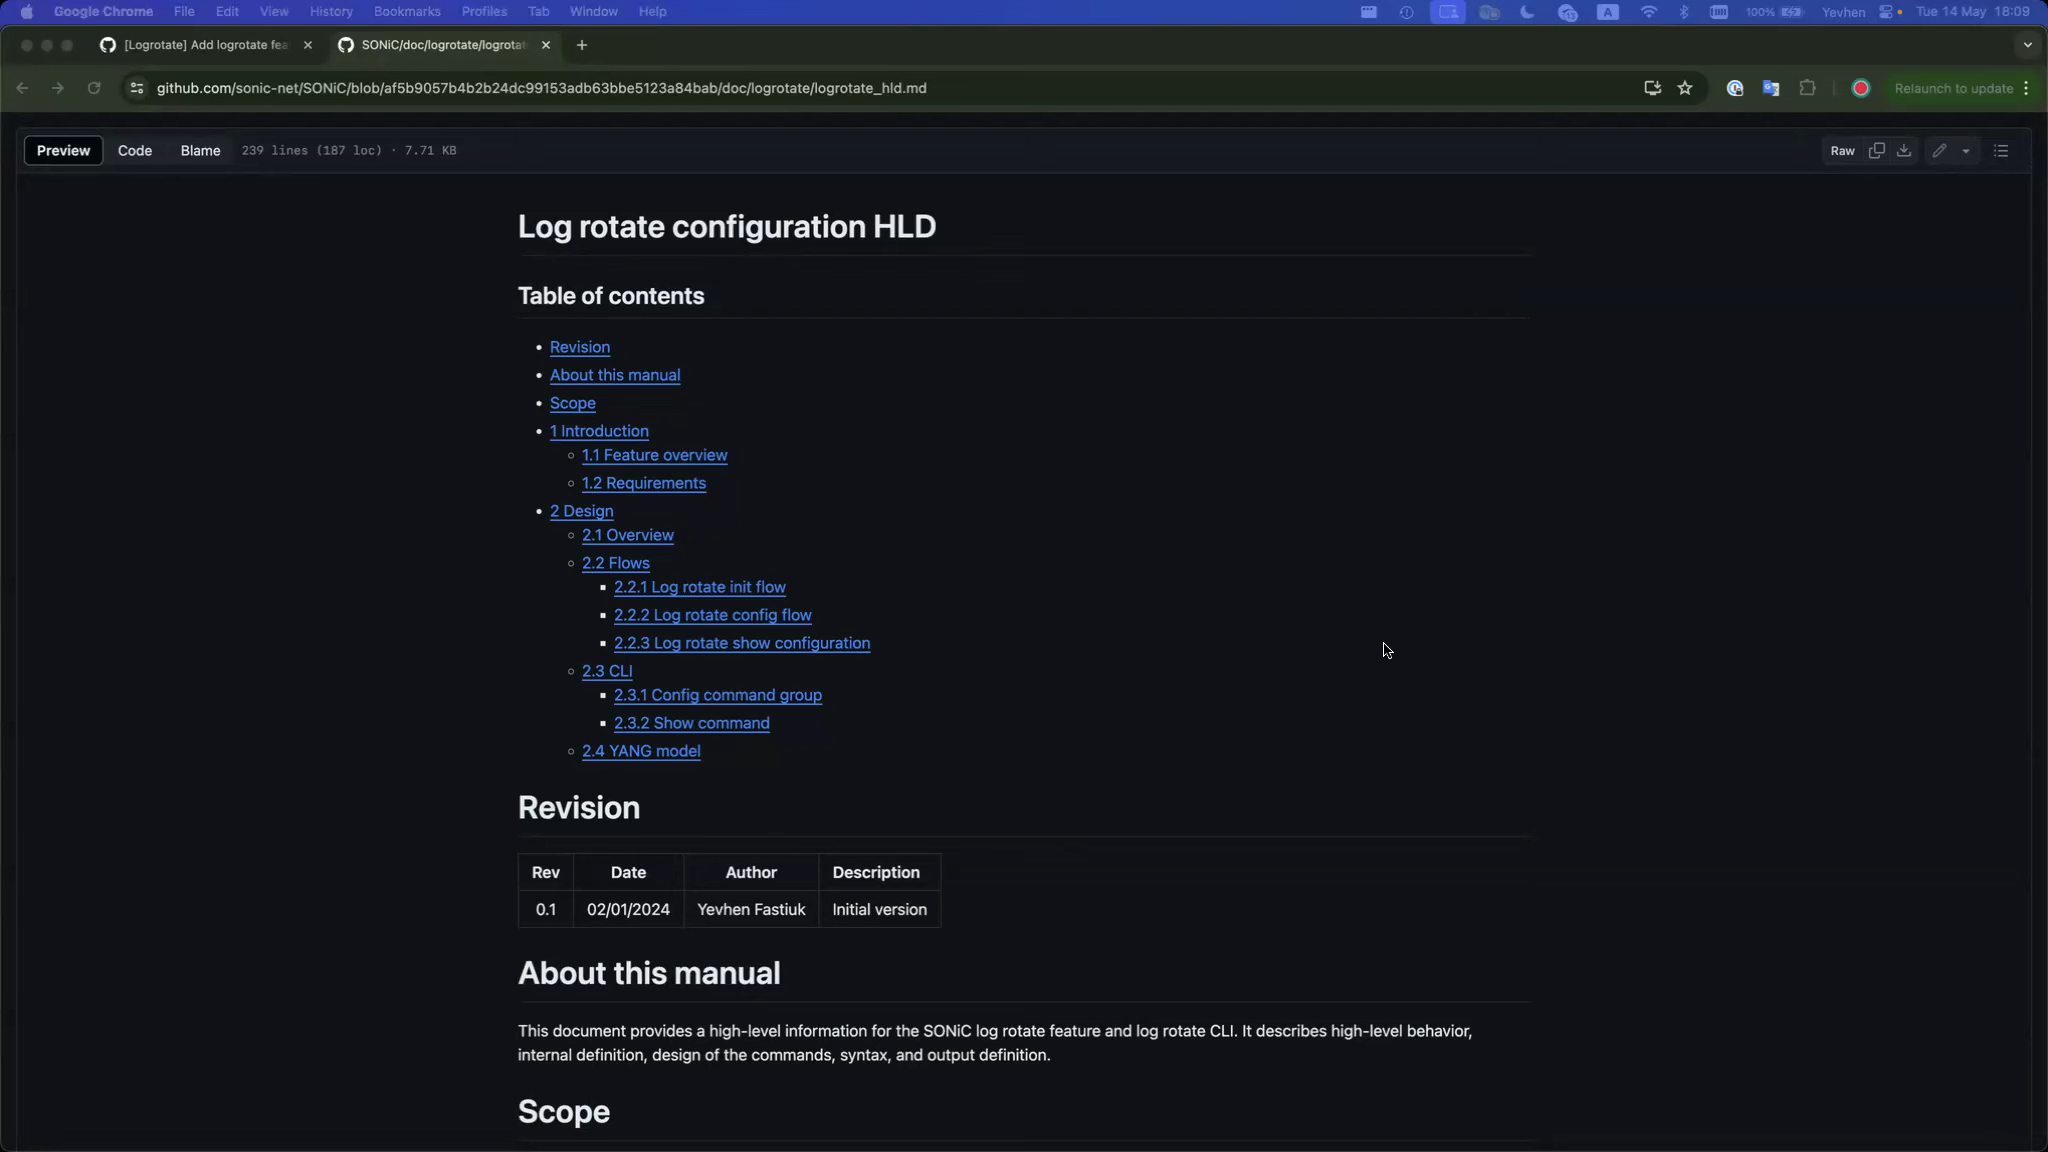 Google Chrome File Edit View History Bookmarks Profiles Tab Window Help 100% Yevhen Tue 14 May 18:09
[Logrotate] Add logrotate fea SONiC/doc/logrotate/logrotat
github.com/sonic-net/SONiC/blob/af5b9057b4b2b24dc99153adb63bbe5123a84bab/doc/logrotate/logrotate_hld.md Relaunch to update
Preview Code Blame 239 lines (187 loc) · 7.71 KB Raw
Log rotate configuration HLD
Table of contents
• Revision
• About this manual
• Scope
• 1 Introduction
◦ 1.1 Feature overview
◦ 1.2 Requirements
• 2 Design
◦ 2.1 Overview
◦ 2.2 Flows
▪ 2.2.1 Log rotate init flow
▪ 2.2.2 Log rotate config flow
▪ 2.2.3 Log rotate show configuration
◦ 2.3 CLI
▪ 2.3.1 Config command group
▪ 2.3.2 Show command
◦ 2.4 YANG model
Revision
Rev Date Author Description
0.1 02/01/2024 Yevhen Fastiuk Initial version
About this manual
This document provides a high-level information for the SONiC log rotate feature and log rotate CLI. It describes high-level behavior,
internal definition, design of the commands, syntax, and output definition.
Scope